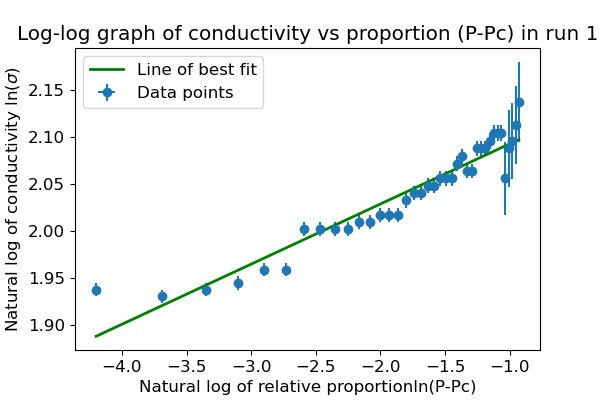 Log-log graph of conductivity vs proportion (P-Pc) in run 1
Line of best fit
Data points
Natural log of conductivity ln(σ)
2.15
2.10
2.05
2.00
1.95
1.90
−4.0 −3.5 −3.0 −2.5 −2.0 −1.5 −1.0
Natural log of relative proportionln(P-Pc)